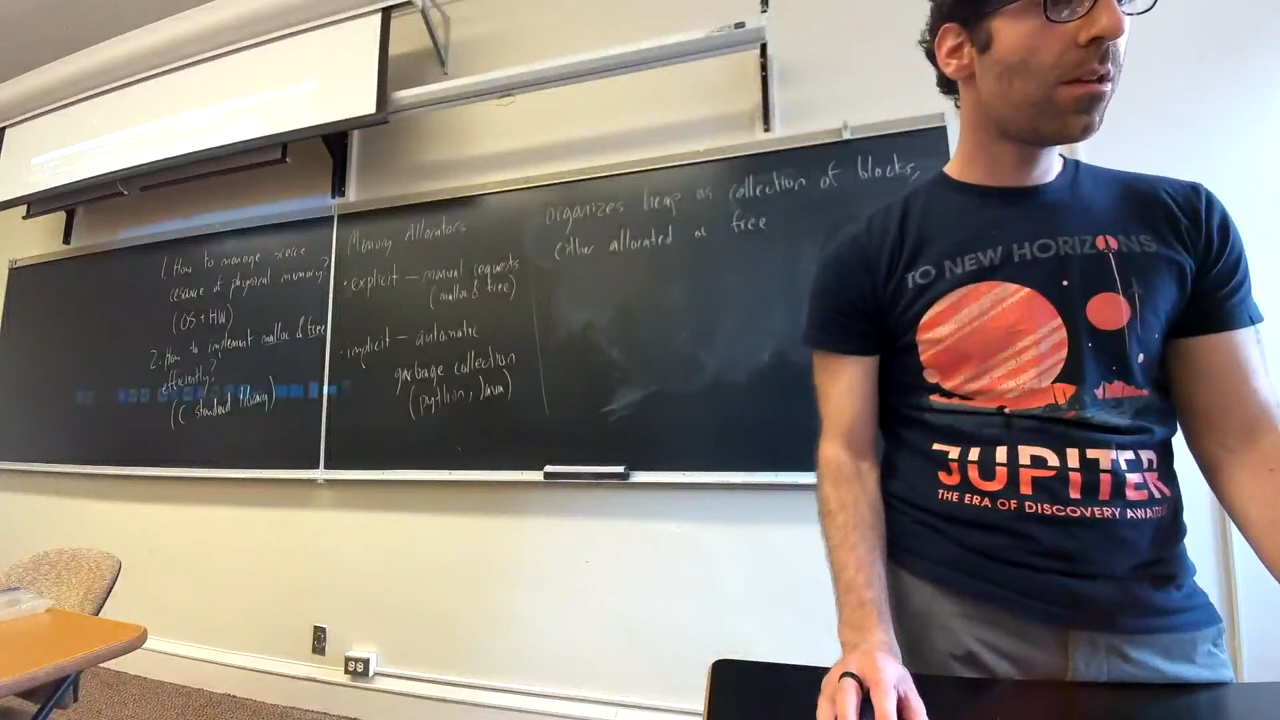 1. How to manage scarce
resource of physical memory?
(OS + HW)
2. How to implement malloc & free
efficiently?
(C standard library)
Memory Allocators
· explicit — manual requests
(malloc & free)
· implicit — automatic
garbage collection
(python, Java)
organizes heap as collection of blocks,
either allocated or free
TO NEW HORIZONS
JUPITER
THE ERA OF DISCOVERY